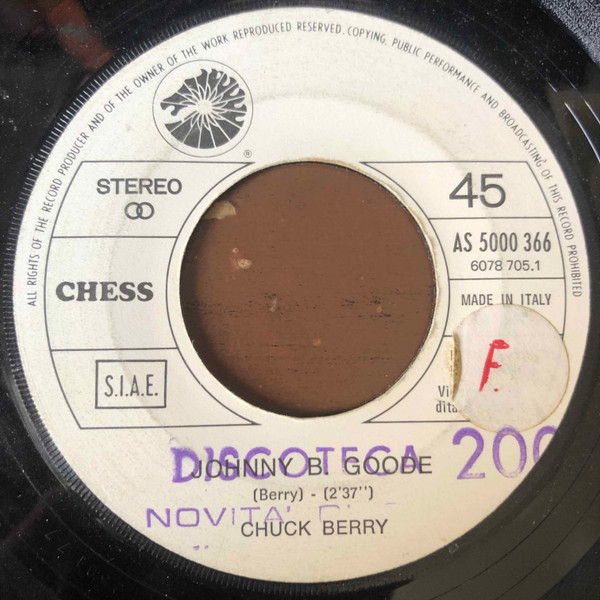 ALL RIGHTS OF THE RECORD PRODUCER AND OF THE OWNER OF THE WORK REPRODUCED RESERVED. COPYING, PUBLIC PERFORMANCE AND BROADCASTING OF THIS RECORD PROHIBITED
®
STEREO
45
AS 5000 366
6078 705.1
CHESS
MADE IN ITALY
F.
S.I.A.E.
DISCOTECA 200
JOHNNY B. GOODE
(Berry) - (2'37")
NOVITA'
CHUCK BERRY